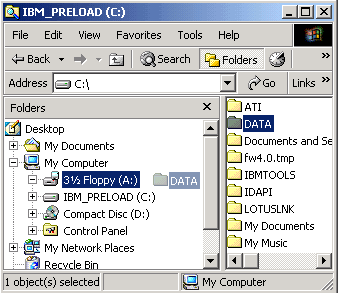 IBM_PRELOAD (C:)
File Edit View Favorites Tools Help
Back Search Folders
Address C:\ Go Links
Folders
Desktop
My Documents
My Computer
3½ Floppy (A:) DATA
IBM_PRELOAD (C:)
Compact Disc (D:)
Control Panel
My Network Places
Recycle Bin
ATI
DATA
Documents and Se
fw4.0.tmp
IBMTOOLS
IDAPI
LOTUSLNK
My Documents
My Music
1 object(s) selected My Computer